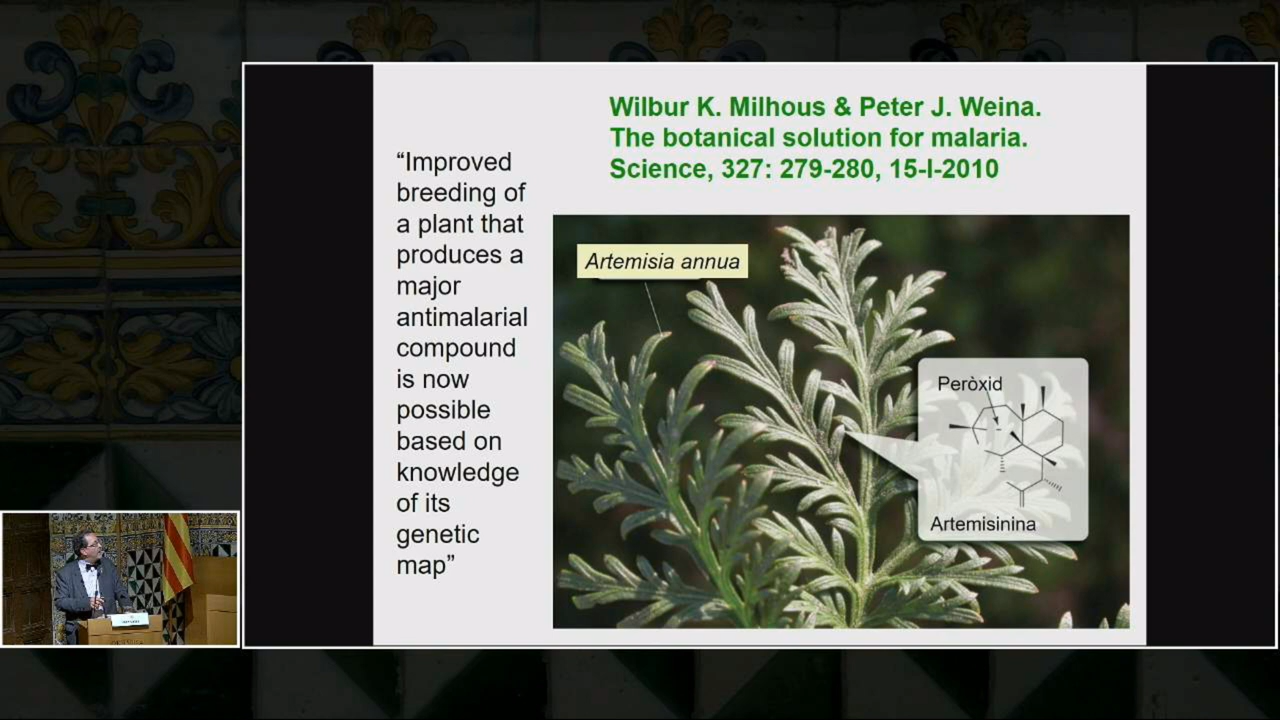 Wilbur K. Milhous & Peter J. Weina.
The botanical solution for malaria.
Science, 327: 279-280, 15-I-2010
“Improved
breeding of
a plant that
produces a
major
antimalarial
compound
is now
possible
based on
knowledge
of its
genetic
map”
Artemisia annua
Peròxid
Artemisinina